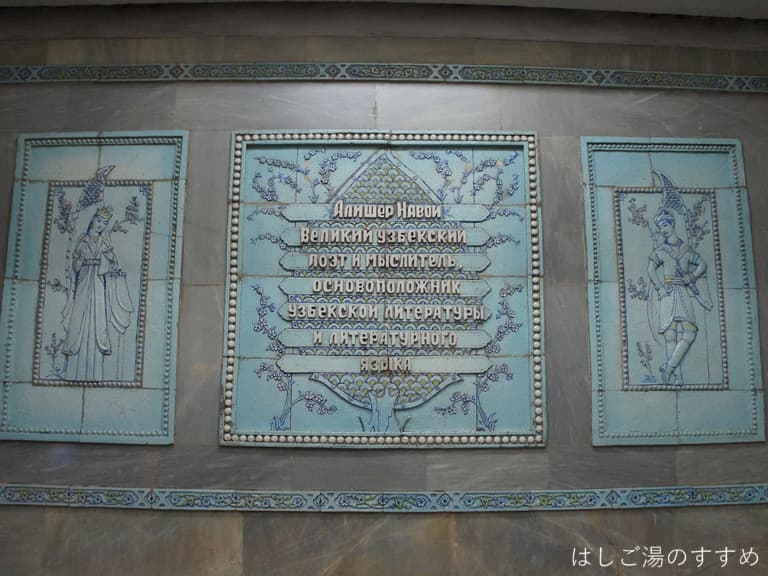 Алишер Навои
великий узбекский
поэт и мыслитель,
основоположник
узбекской литературы
и литературного
языка
はしご湯のすすめ